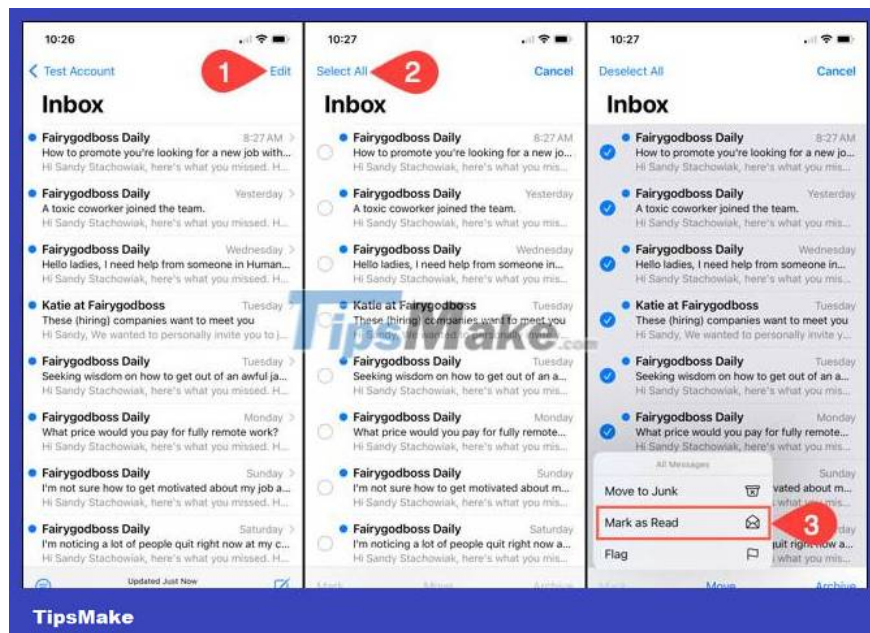 10:26
Test Account
1
Edit
Inbox
Fairygodboss Daily
8:27 AM
How to promote you're looking for a new job with...
Hi Sandy Stachowiak, here's what you missed. H...
Fairygodboss Daily
Yesterday
A toxic coworker joined the team.
Hi Sandy Stachowiak, here's what you missed. H...
Fairygodboss Daily
Wednesday
Hello ladies, I need help from someone in Human...
Hi Sandy Stachowiak, here's what you missed. H...
Katie at Fairygodboss
Tuesday
These (hiring) companies want to meet you
Hi Sandy, We wanted to personally invite you to j...
Fairygodboss Daily
Tuesday
Seeking wisdom on how to get out of an awful ja...
Hi Sandy Stachowiak, here's what you missed. H...
Fairygodboss Daily
Monday
What price would you pay for fully remote work?
Hi Sandy Stachowiak, here's what you missed. H...
Fairygodboss Daily
Sunday
I'm not sure how to get motivated about my job a...
Hi Sandy Stachowiak, here's what you missed. H...
Fairygodboss Daily
Saturday
I'm noticing a lot of people quit right now at my c...
Hi Sandy Stachowiak, here's what you missed. H...
Updated Just Now
10:27
Select All
2
Cancel
Inbox
Fairygodboss Daily
8:27 AM
How to promote you're looking for a new jo...
Hi Sandy Stachowiak, here's what you mis...
Fairygodboss Daily
Yesterday
A toxic coworker joined the team.
Hi Sandy Stachowiak, here's what you mis...
Fairygodboss Daily
Wednesday
Hello ladies, I need help from someone in...
Hi Sandy Stachowiak, here's what you mis...
Katie at Fairygodboss
Tuesday
These (hiring) companies want to meet you
Hi Sandy, We wanted to personally invite y...
Fairygodboss Daily
Tuesday
Seeking wisdom on how to get out of an a...
Hi Sandy Stachowiak, here's what you mis...
Fairygodboss Daily
Monday
What price would you pay for fully remote...
Hi Sandy Stachowiak, here's what you mis...
Fairygodboss Daily
Sunday
I'm not sure how to get motivated about m...
Hi Sandy Stachowiak, here's what you mis...
Fairygodboss Daily
Saturday
I'm noticing a lot of people quit right now a...
Hi Sandy Stachowiak, here's what you mis...
Mark
Move
Archive
10:27
Deselect All
Cancel
Inbox
Fairygodboss Daily
8:27 AM
How to promote you're looking for a new jo...
Hi Sandy Stachowiak, here's what you mis...
Fairygodboss Daily
Yesterday
A toxic coworker joined the team.
Hi Sandy Stachowiak, here's what you mis...
Fairygodboss Daily
Wednesday
Hello ladies, I need help from someone in...
Hi Sandy Stachowiak, here's what you mis...
Katie at Fairygodboss
Tuesday
These (hiring) companies want to meet you
Hi Sandy, We wanted to personally invite y...
Fairygodboss Daily
Tuesday
Seeking wisdom on how to get out of an a...
Hi Sandy Stachowiak, here's what you mis...
Fairygodboss Daily
Monday
What price would you pay for fully remote...
Hi Sandy Stachowiak, here's what you mis...
All Messages
Sunday
Move to Junk
vated about m...
what you mis...
Mark as Read
3
quit right now a...
Flag
what you mis...
Mark
Move
Archive
TipsMake.com
TipsMake